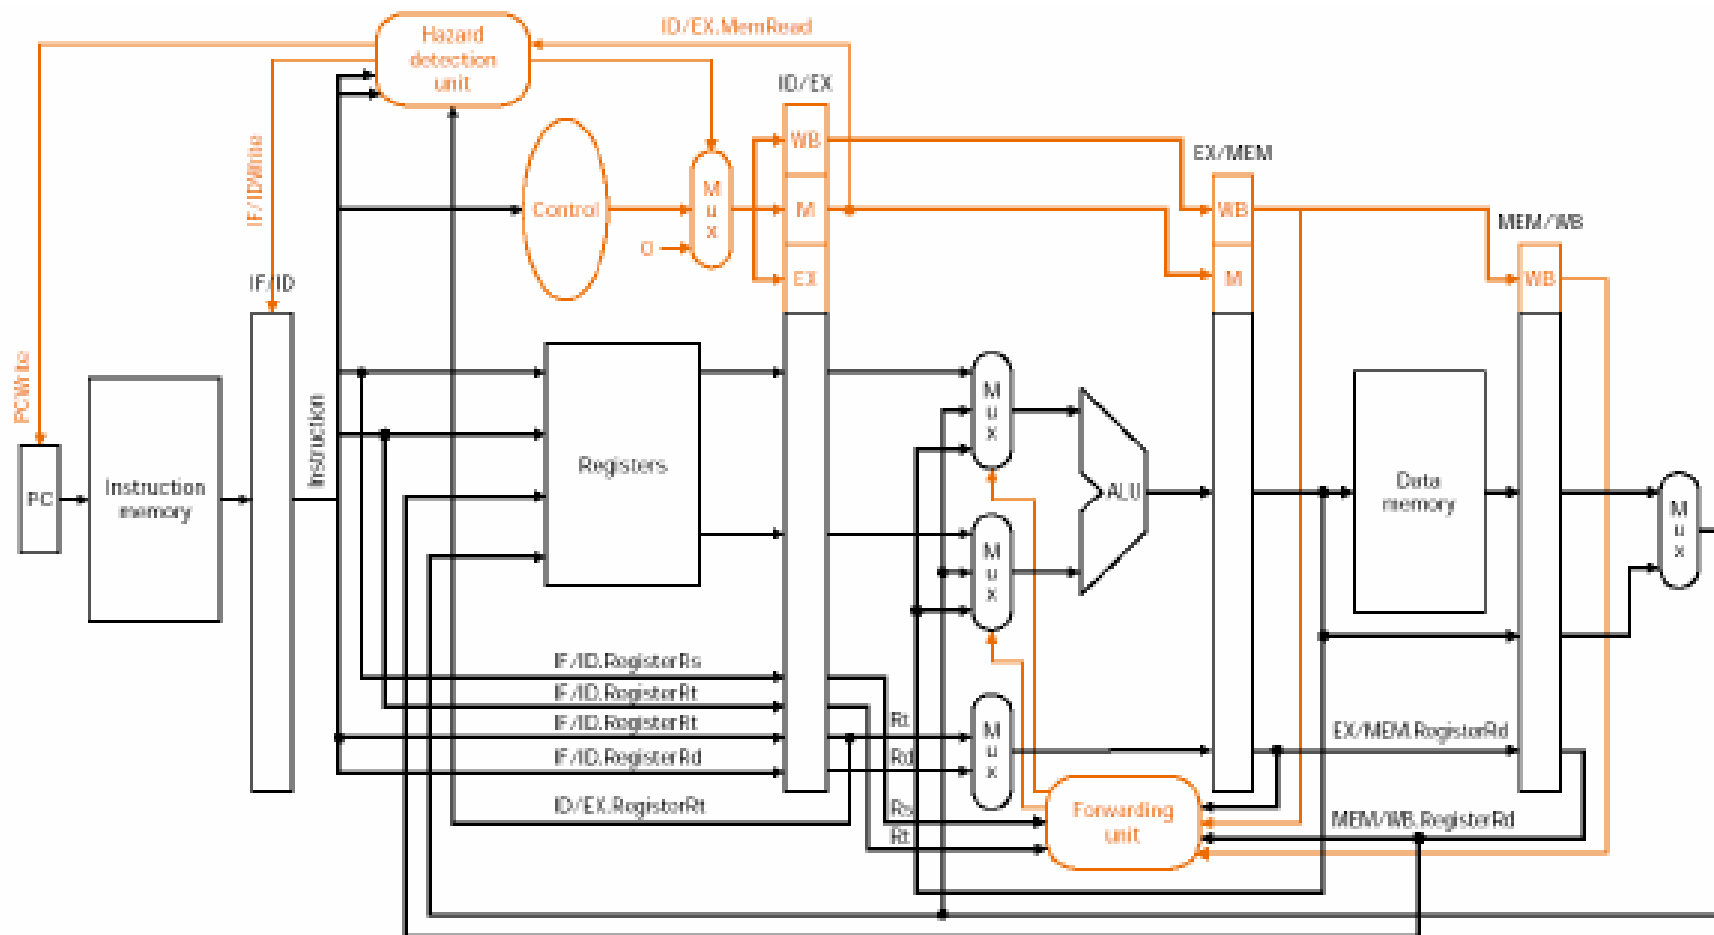 Hazard
detection
unit
ID/EX.MemRead
ID/EX
WB
M
EX
Control
0
M
u
x
IF/IDWrite
IF/ID
PCWrite
PC
Instruction
memory
Instruction
Registers
EX/MEM
WB
M
MEM/WB
WB
M
u
x
M
u
x
ALU
Data
memory
M
u
x
IF/ID.RegisterRs
IF/ID.RegisterRt
IF/ID.RegisterRt
IF/ID.RegisterRd
ID/EX.RegisterRt
Rt
Rd
Rs
Rt
M
u
x
Forwarding
unit
EX/MEM.RegisterRd
MEM/WB.RegisterRd